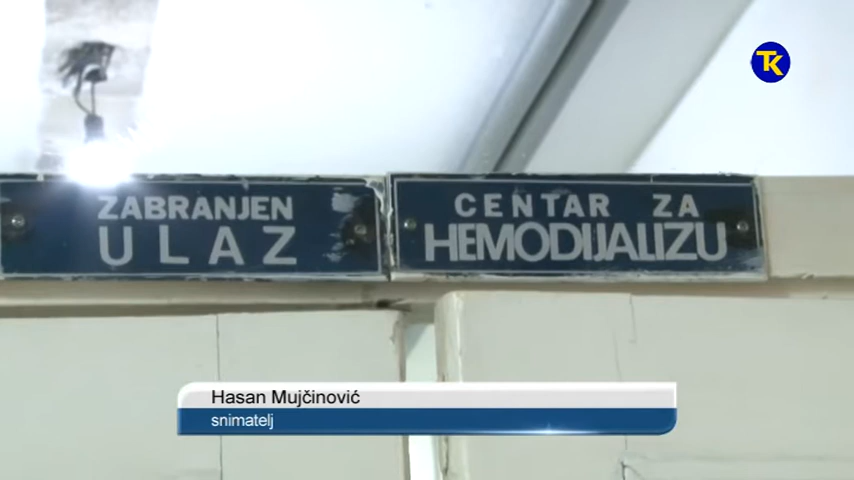 TK
ZABRANJEN
ULAZ
CENTAR ZA
HEMODIJALIZU
Hasan Mujčinović
snimatelj